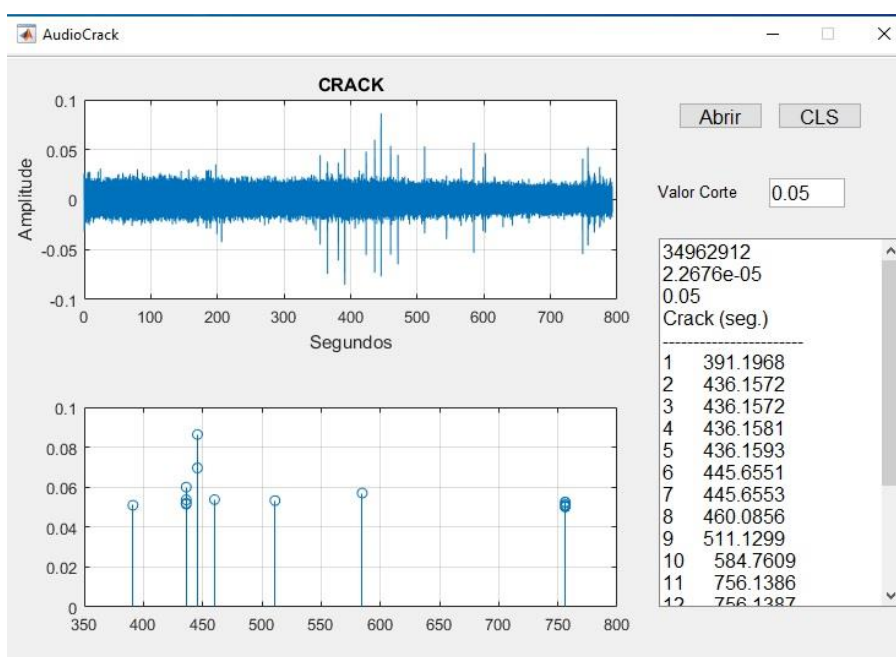 AudioCrack
CRACK
Abrir CLS
0.1
0.05
0
-0.05
-0.1
Amplitude
0 100 200 300 400 500 600 700 800
Segundos
Valor Corte 0.05
34962912
2.2676e-05
0.05
Crack (seg.)
-----------------------
1 391.1968
2 436.1572
3 436.1572
4 436.1581
5 436.1593
6 445.6551
7 445.6553
8 460.0856
9 511.1299
10 584.7609
11 756.1386
12 756.1387
0.1
0.08
0.06
0.04
0.02
0
350 400 450 500 550 600 650 700 750 800